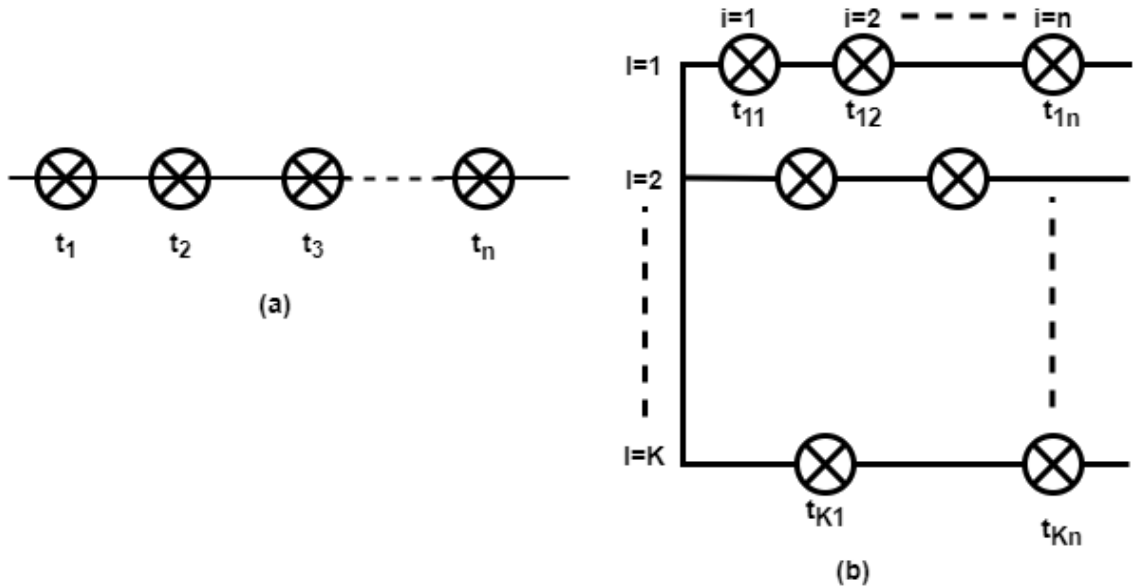 t1 t2 t3 tn
(a)
i=1 i=2 i=n
l=1
t11 t12 t1n
l=2
l=K
tK1 tKn
(b)